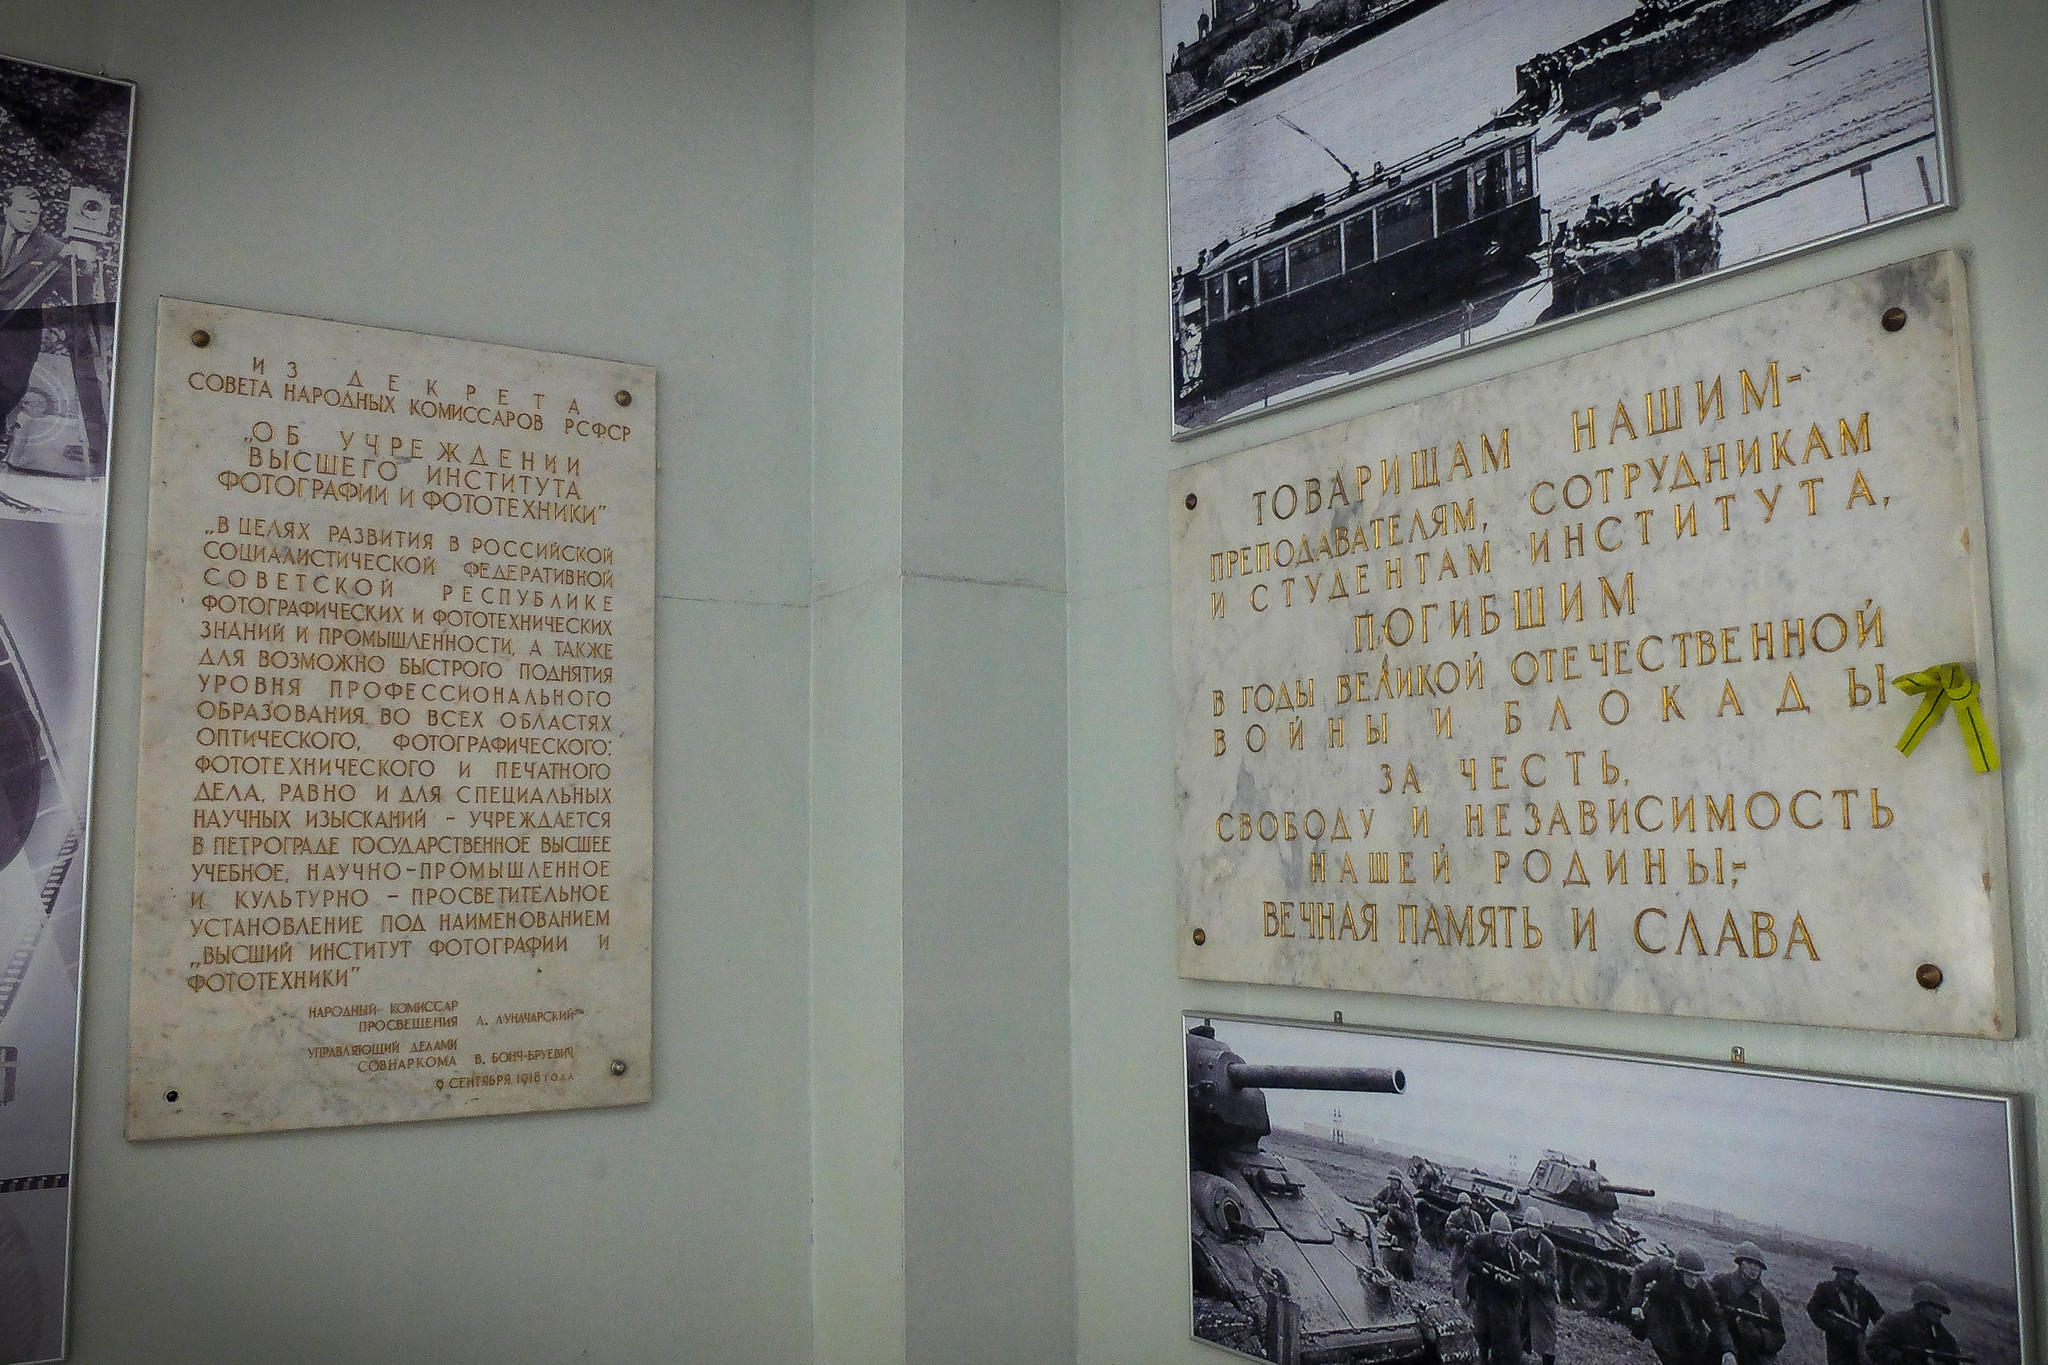 ИЗ ДЕКРЕТА
СОВЕТА НАРОДНЫХ КОМИССАРОВ РСФСР
„ОБ УЧРЕЖДЕНИИ
ВЫСШЕГО ИНСТИТУТА
ФОТОГРАФИИ И ФОТОТЕХНИКИ”
„В ЦЕЛЯХ РАЗВИТИЯ В РОССИЙСКОЙ
СОЦИАЛИСТИЧЕСКОЙ ФЕДЕРАТИВНОЙ
СОВЕТСКОЙ РЕСПУБЛИКЕ
ФОТОГРАФИЧЕСКИХ И ФОТОТЕХНИЧЕСКИХ
ЗНАНИЙ И ПРОМЫШЛЕННОСТИ, А ТАКЖЕ
ДЛЯ ВОЗМОЖНО БЫСТРОГО ПОДНЯТИЯ
УРОВНЯ ПРОФЕССИОНАЛЬНОГО
ОБРАЗОВАНИЯ ВО ВСЕХ ОБЛАСТЯХ
ОПТИЧЕСКОГО, ФОТОГРАФИЧЕСКОГО:
ФОТОТЕХНИЧЕСКОГО И ПЕЧАТНОГО
ДЕЛА, РАВНО И ДЛЯ СПЕЦИАЛЬНЫХ
НАУЧНЫХ ИЗЫСКАНИЙ – УЧРЕЖДАЕТСЯ
В ПЕТРОГРАДЕ ГОСУДАРСТВЕННОЕ ВЫСШЕЕ
УЧЕБНОЕ, НАУЧНО-ПРОМЫШЛЕННОЕ
И КУЛЬТУРНО – ПРОСВЕТИТЕЛЬНОЕ
УСТАНОВЛЕНИЕ ПОД НАИМЕНОВАНИЕМ
„ВЫСШИЙ ИНСТИТУТ ФОТОГРАФИИ И
ФОТОТЕХНИКИ”
НАРОДНЫЙ КОМИССАР
ПРОСВЕЩЕНИЯ А. ЛУНАЧАРСКИЙ
УПРАВЛЯЮЩИЙ ДЕЛАМИ
СОВНАРКОМА В. БОНЧ-БРУЕВИЧ
9 СЕНТЯБРЯ 1918 ГОДА
ТОВАРИЩАМ НАШИМ-
ПРЕПОДАВАТЕЛЯМ, СОТРУДНИКАМ
И СТУДЕНТАМ ИНСТИТУТА,
ПОГИБШИМ
В ГОДЫ ВЕЛИКОЙ ОТЕЧЕСТВЕННОЙ
ВОЙНЫ И БЛОКАДЫ
ЗА ЧЕСТЬ,
СВОБОДУ И НЕЗАВИСИМОСТЬ
НАШЕЙ РОДИНЫ;-
ВЕЧНАЯ ПАМЯТЬ И СЛАВА